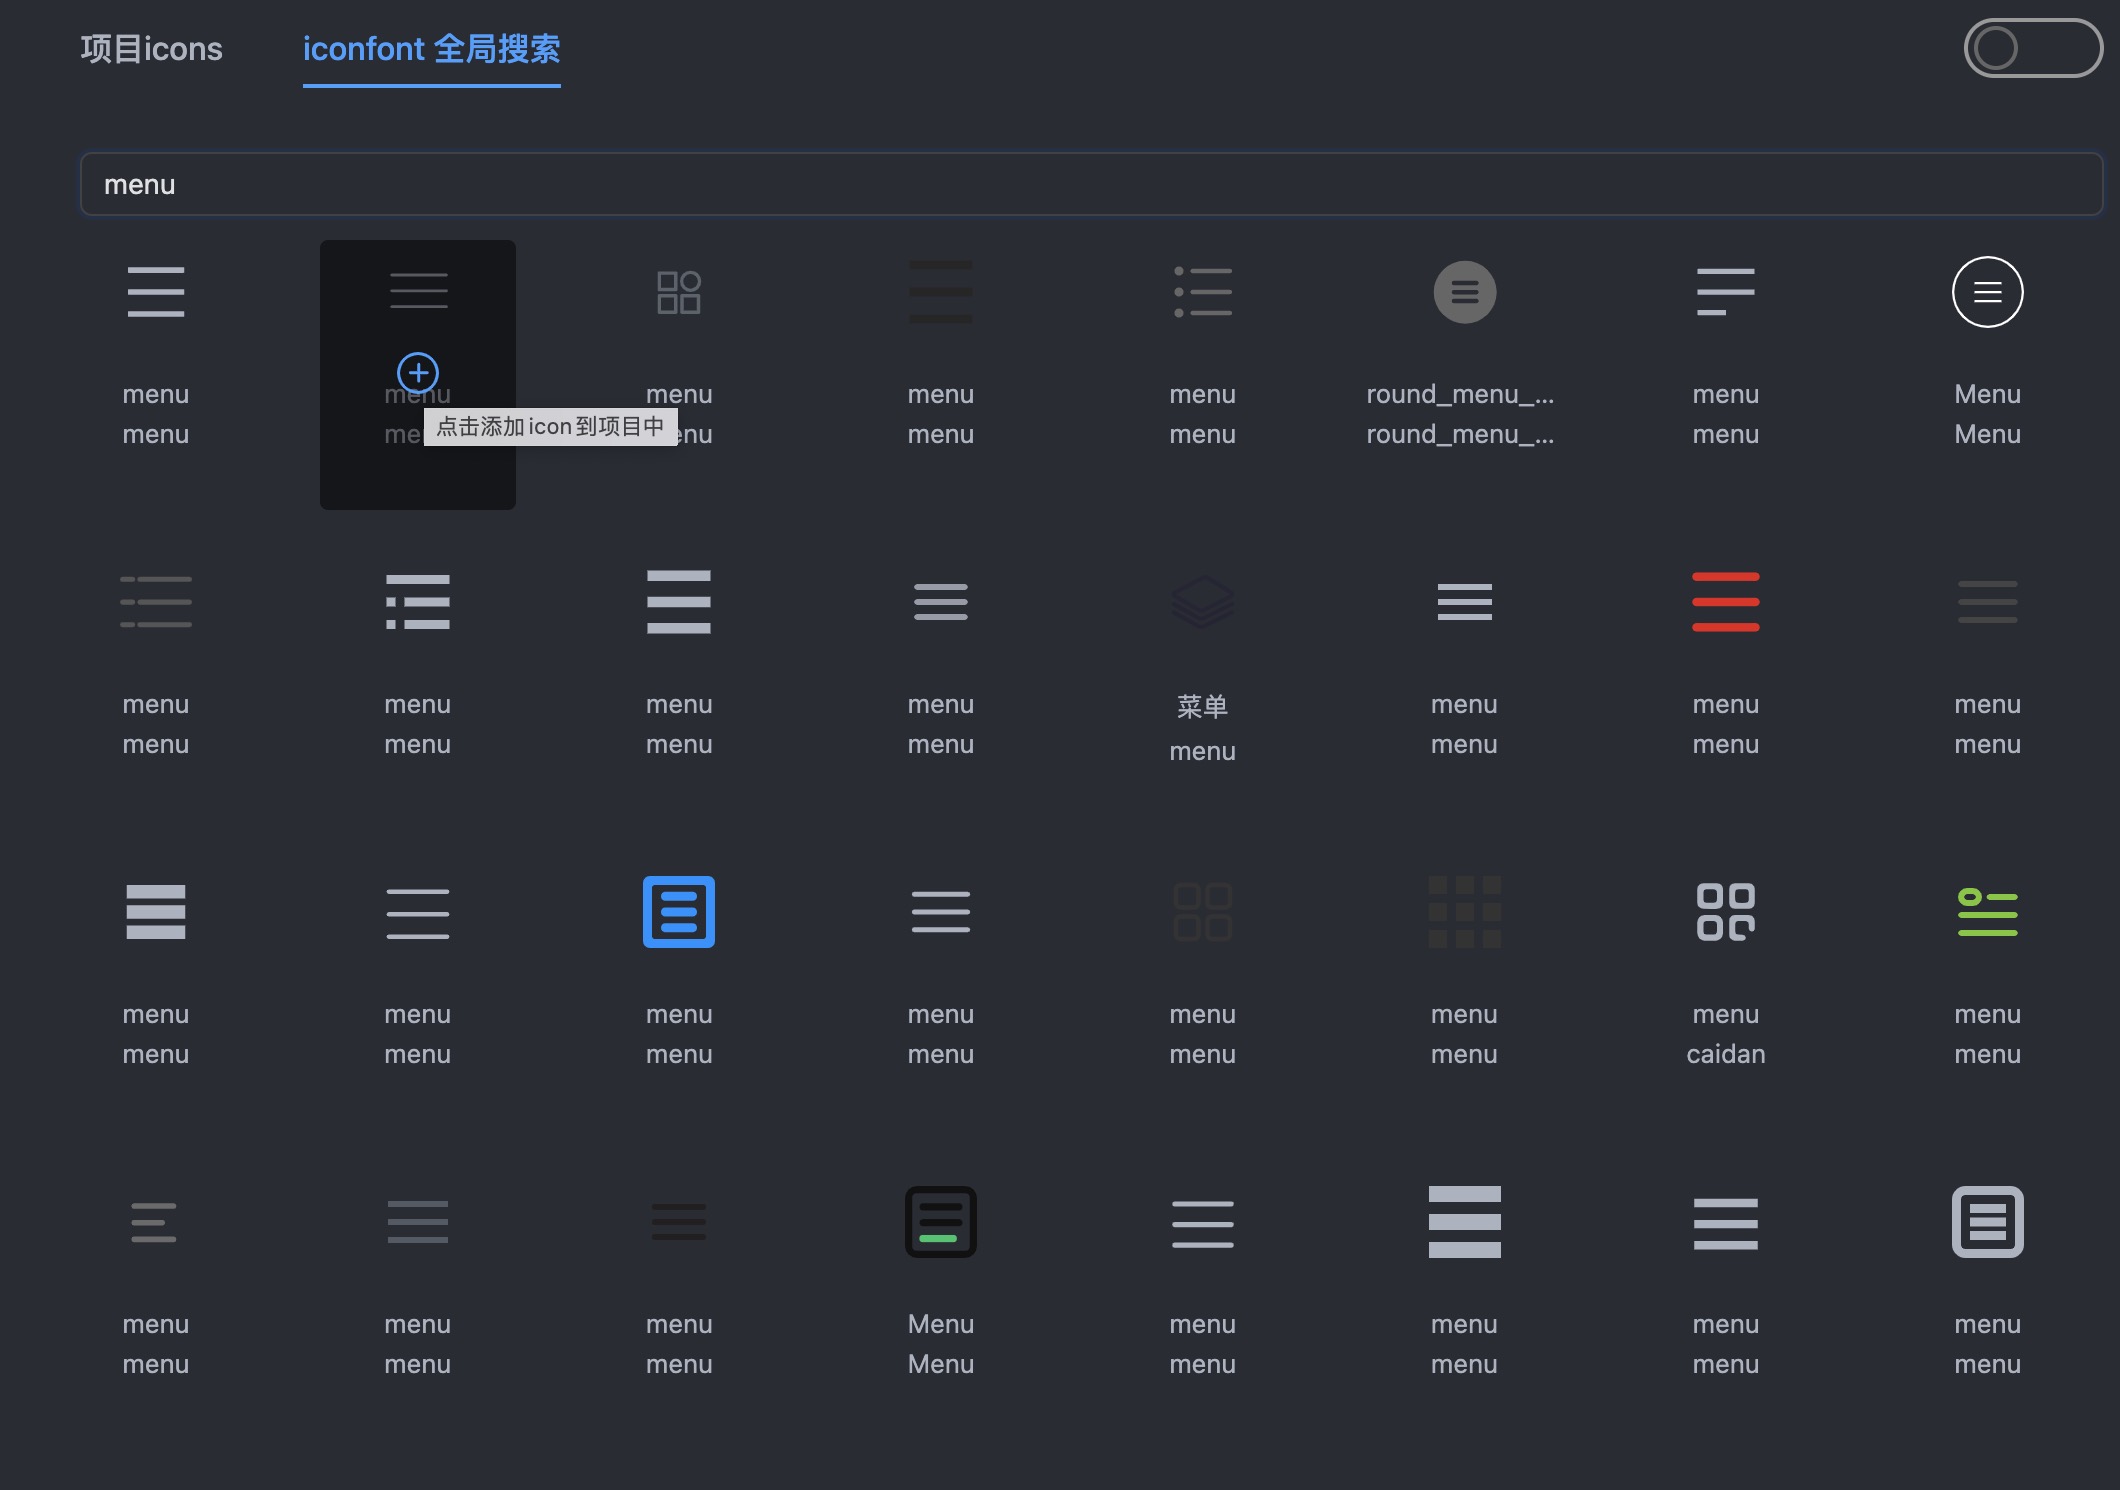 项目icons
iconfont 全局搜索
menu
menu menu menu menu menu round_menu_... menu Menu
menu 点击添加icon到项目中 menu menu round_menu_... menu Menu
menu menu menu menu 菜单 menu menu menu
menu menu menu menu menu menu menu menu
menu menu menu menu menu menu menu menu
menu menu menu menu menu menu caidan menu
menu menu menu Menu menu menu menu menu
menu menu menu Menu menu menu menu menu